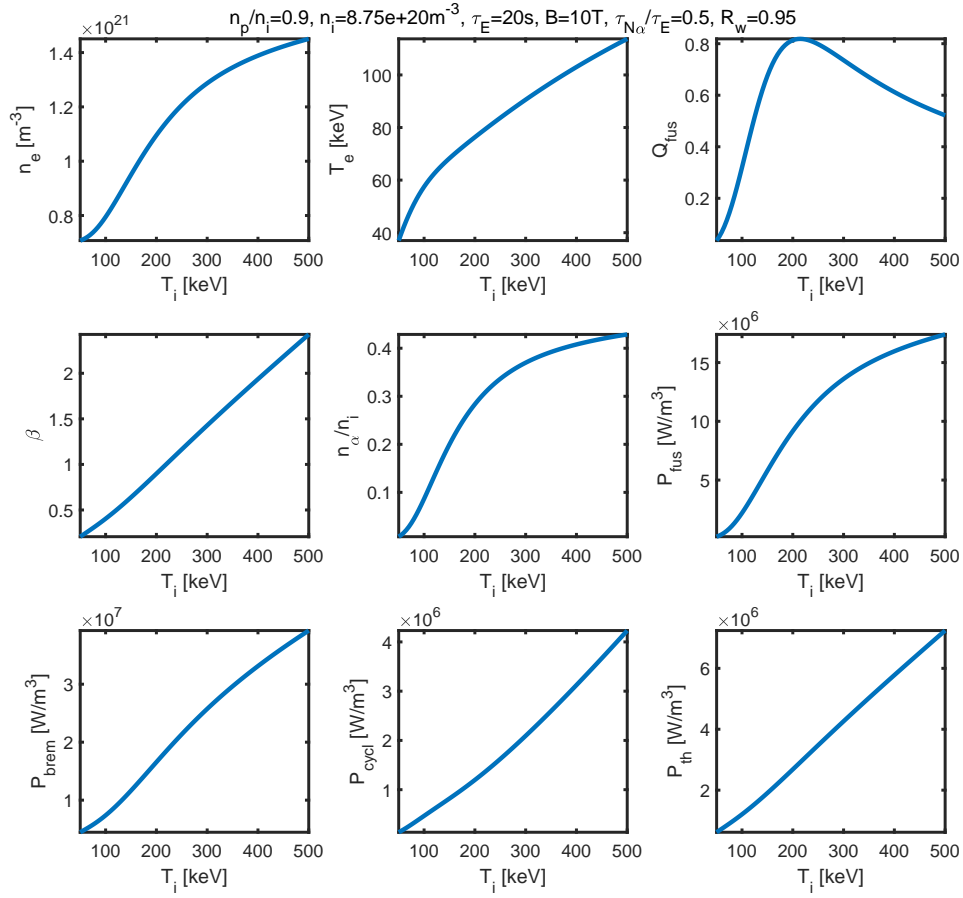 n_p/n_i=0.9, n_i=8.75e+20m^-3, τ_E=20s, B=10T, τ_Nα/τ_E=0.5, R_w=0.95
×10^21
1.4
1.2
1
0.8
n_e [m^-3]
100 200 300 400 500
T_i [keV]
100
80
60
40
T_e [keV]
100 200 300 400 500
T_i [keV]
0.8
0.6
0.4
0.2
Q_fus
100 200 300 400 500
T_i [keV]
2
1.5
1
0.5
β
100 200 300 400 500
T_i [keV]
0.4
0.3
0.2
0.1
n_α/n_i
100 200 300 400 500
T_i [keV]
×10^6
15
10
5
P_fus [W/m^3]
100 200 300 400 500
T_i [keV]
×10^7
3
2
1
P_brem [W/m^3]
100 200 300 400 500
T_i [keV]
×10^6
4
3
2
1
P_cycl [W/m^3]
100 200 300 400 500
T_i [keV]
×10^6
6
4
2
P_th [W/m^3]
100 200 300 400 500
T_i [keV]